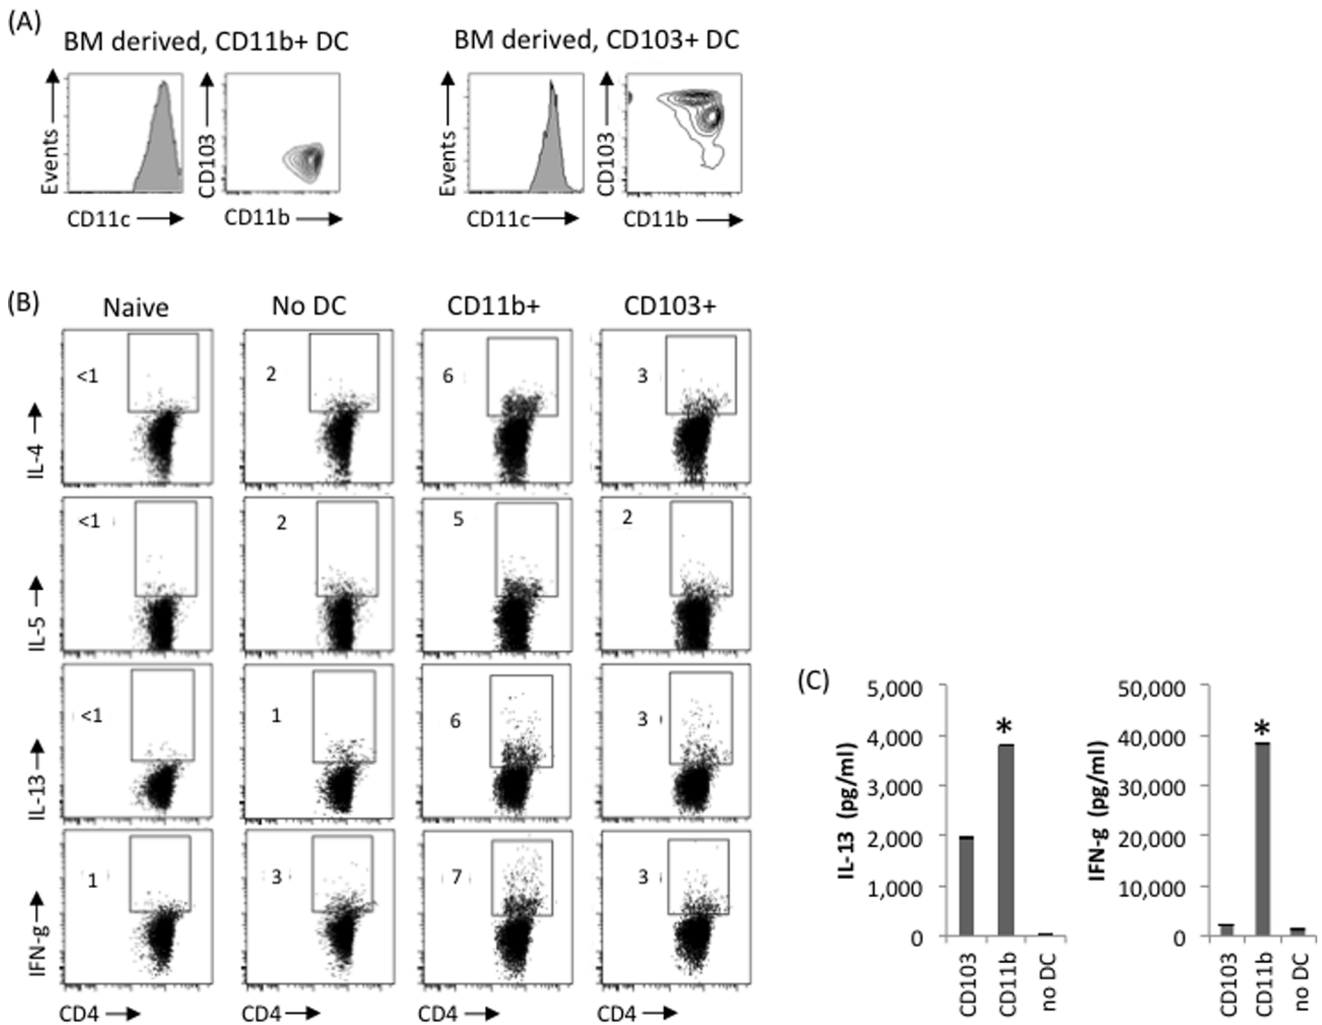 (A)
BM derived, CD11b+ DC
BM derived, CD103+ DC
Events
CD11c
CD103
CD11b
Events
CD11c
CD103
CD11b
(B)
Naive No DC CD11b+ CD103+
IL-4
<1 2 6 3
IL-5
<1 2 5 2
IL-13
<1 1 6 3
IFN-g
1 3 7 3
CD4 CD4 CD4 CD4
(C)
IL-13 (pg/ml)
5,000
4,000
3,000
2,000
1,000
0
*
CD103
CD11b
no DC
IFN-g (pg/ml)
50,000
40,000
30,000
20,000
10,000
0
*
CD103
CD11b
no DC